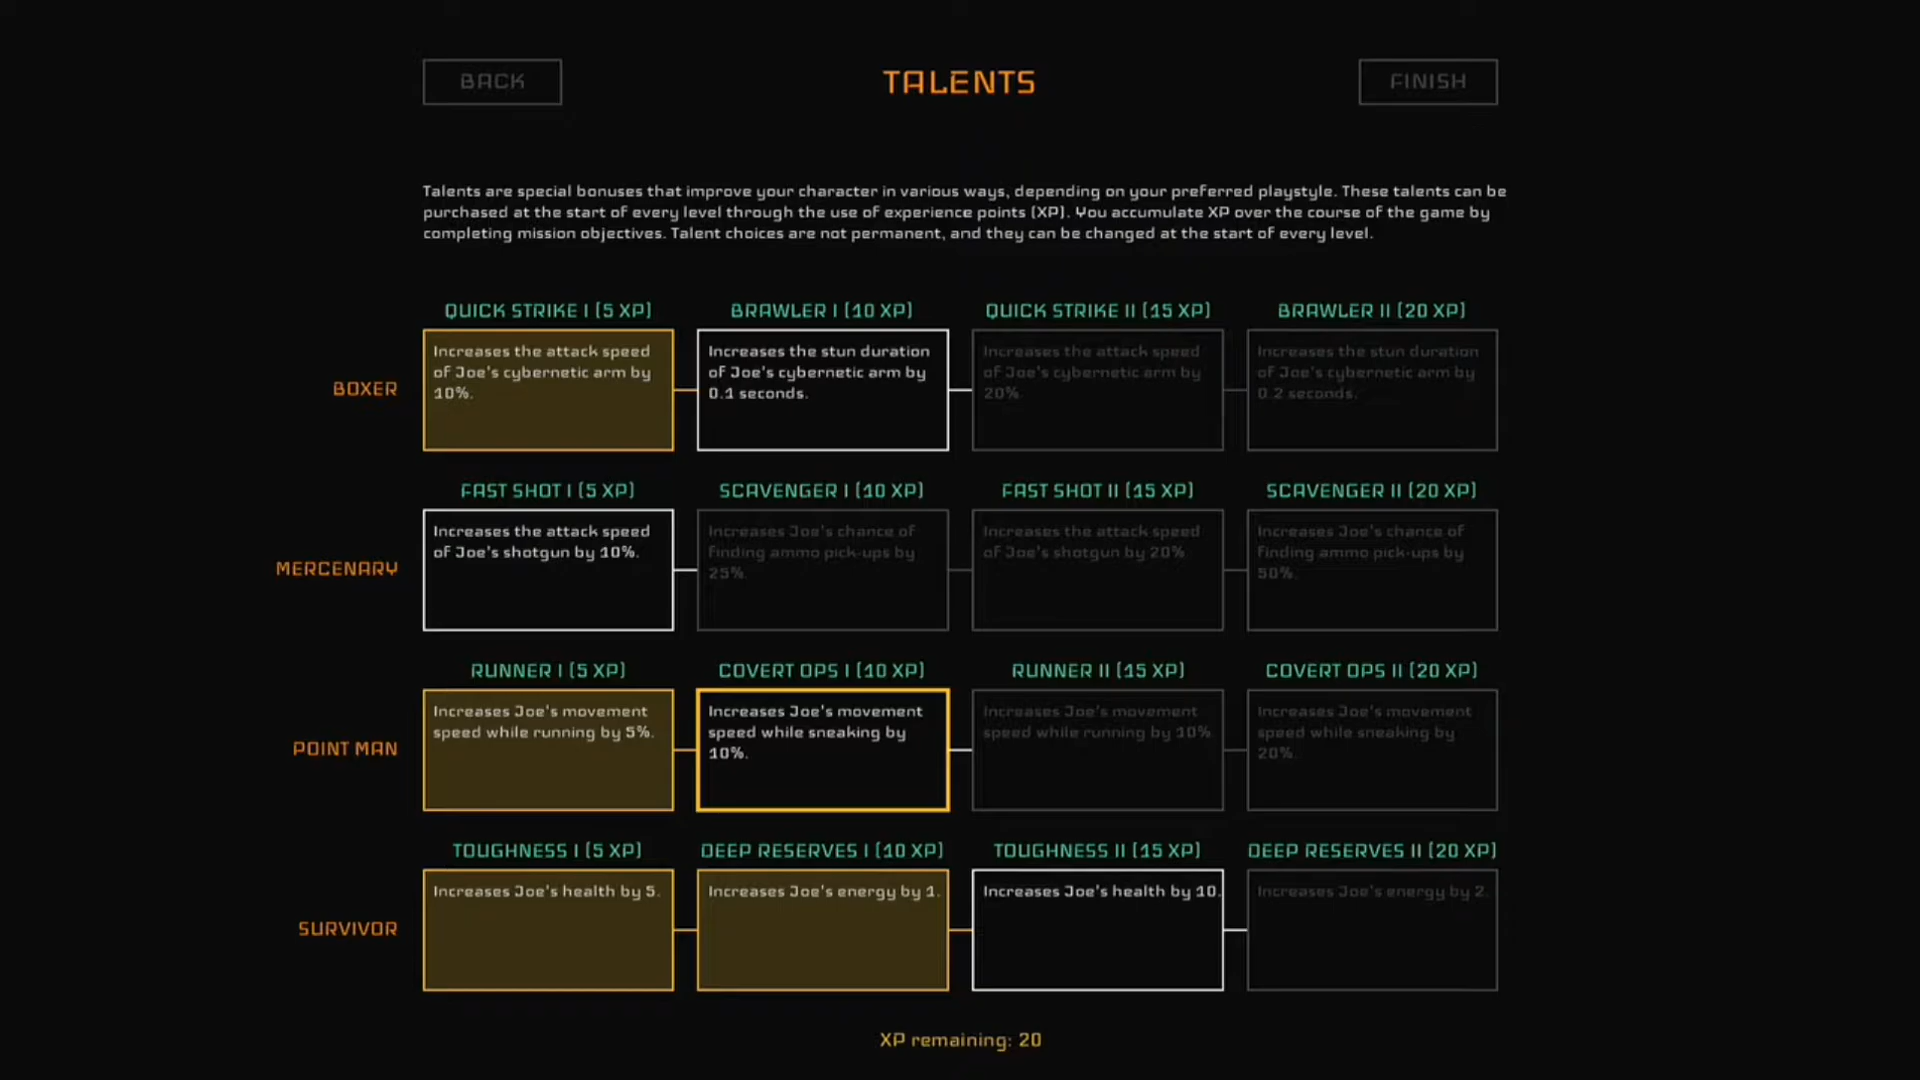 BACK
TALENTS
FINISH
Talents are special bonuses that improve your character in various ways, depending on your preferred playstyle. These talents can be
purchased at the start of every level through the use of experience points (XP). You accumulate XP over the course of the game by
completing mission objectives. Talent choices are not permanent, and they can be changed at the start of every level.
QUICK STRIKE I (5 XP)
BRAWLER I (10 XP)
QUICK STRIKE II (15 XP)
BRAWLER II (20 XP)
BOXER
Increases the attack speed
of Joe's cybernetic arm by
10%.
Increases the stun duration
of Joe's cybernetic arm by
0.1 seconds.
Increases the attack speed
of Joe's cybernetic arm by
20%.
Increases the stun duration
of Joe's cybernetic arm by
0.2 seconds.
FAST SHOT I (5 XP)
SCAVENGER I (10 XP)
FAST SHOT II (15 XP)
SCAVENGER II (20 XP)
MERCENARY
Increases the attack speed
of Joe's shotgun by 10%.
Increases Joe's chance of
finding ammo pick-ups by
25%.
Increases the attack speed
of Joe's shotgun by 20%.
Increases Joe's chance of
finding ammo pick-ups by
50%.
RUNNER I (5 XP)
COVERT OPS I (10 XP)
RUNNER II (15 XP)
COVERT OPS II (20 XP)
POINT MAN
Increases Joe's movement
speed while running by 5%.
Increases Joe's movement
speed while sneaking by
10%.
Increases Joe's movement
speed while running by 10%.
Increases Joe's movement
speed while sneaking by
20%.
TOUGHNESS I (5 XP)
DEEP RESERVES I (10 XP)
TOUGHNESS II (15 XP)
DEEP RESERVES II (20 XP)
SURVIVOR
Increases Joe's health by 5.
Increases Joe's energy by 1.
Increases Joe's health by 10.
Increases Joe's energy by 2.
XP remaining: 20